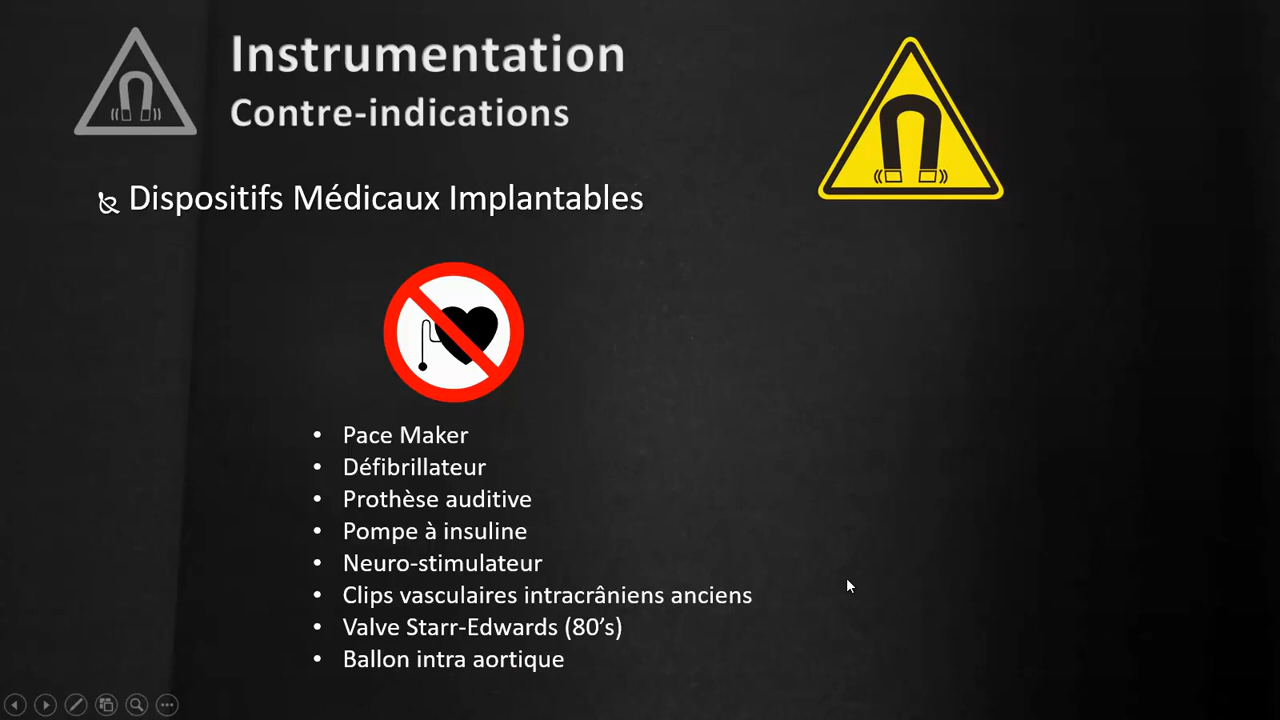 Instrumentation
Contre-indications
Dispositifs Médicaux Implantables
• Pace Maker
• Défibrillateur
• Prothèse auditive
• Pompe à insuline
• Neuro-stimulateur
• Clips vasculaires intracrâniens anciens
• Valve Starr-Edwards (80’s)
• Ballon intra aortique